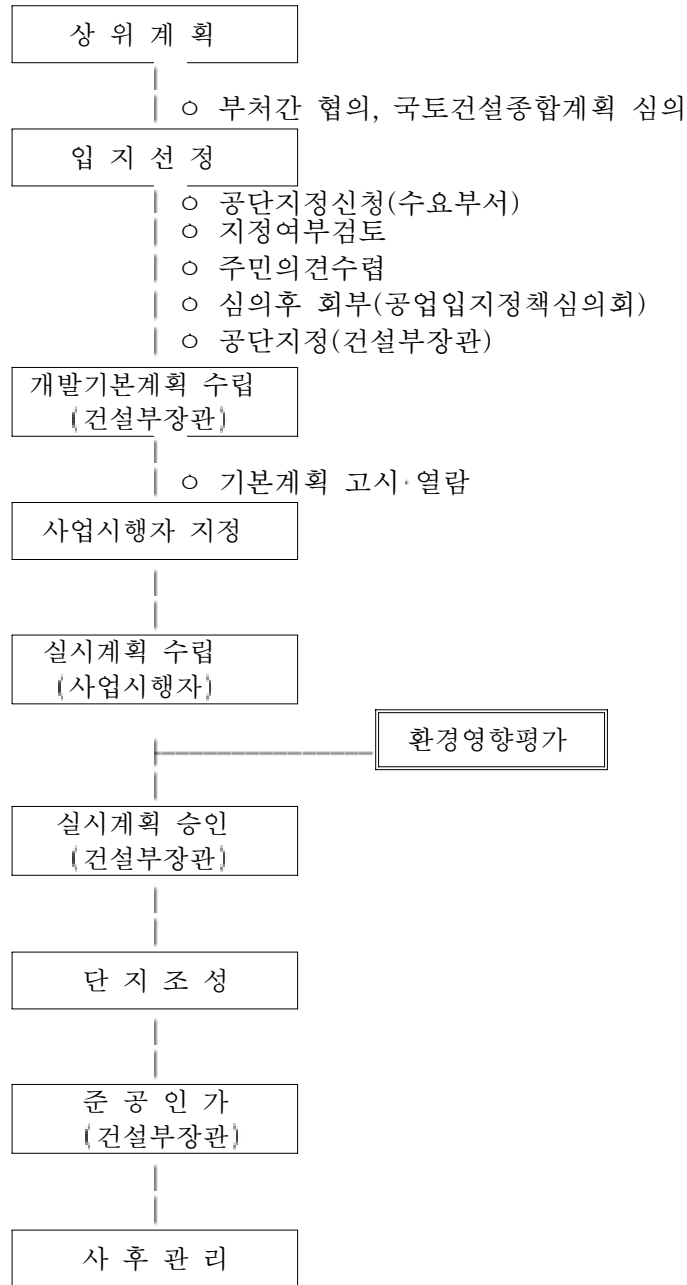 상 위 계 획
ㅇ 부처간 협의, 국토건설종합계획 심의
입 지 선 정
ㅇ 공단지정신청(수요부서)
ㅇ 지정여부검토
ㅇ 주민의견수렵
ㅇ 심의후 회부(공업입지정책심의회)
ㅇ 공단지정(건설부장관)
개발기본계획 수립
(건설부장관)
ㅇ 기본계획 고시·열람
사업시행자 지정
실시계획 수립
(사업시행자)
환경영향평가
실시계획 승인
(건설부장관)
단 지 조 성
준 공 인 가
(건설부장관)
사 후 관 리